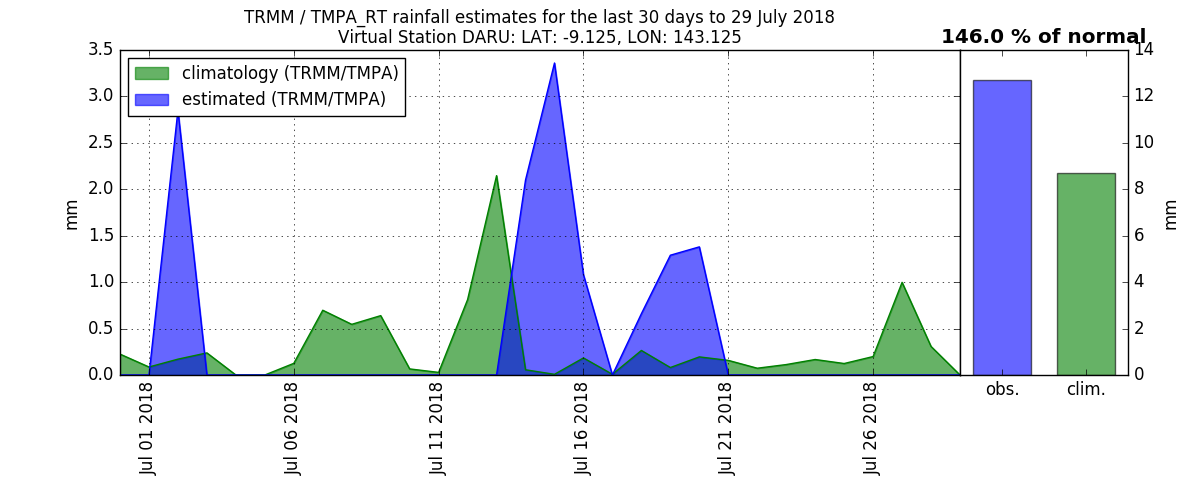 TRMM / TMPA_RT rainfall estimates for the last 30 days to 29 July 2018
Virtual Station DARU: LAT: -9.125, LON: 143.125
146.0 % of normal
climatology (TRMM/TMPA)
estimated (TRMM/TMPA)
3.5
3.0
2.5
2.0
1.5
1.0
0.5
0.0
mm
Jul 01 2018
Jul 06 2018
Jul 11 2018
Jul 16 2018
Jul 21 2018
Jul 26 2018
14
12
10
8
6
4
2
0
mm
obs.
clim.